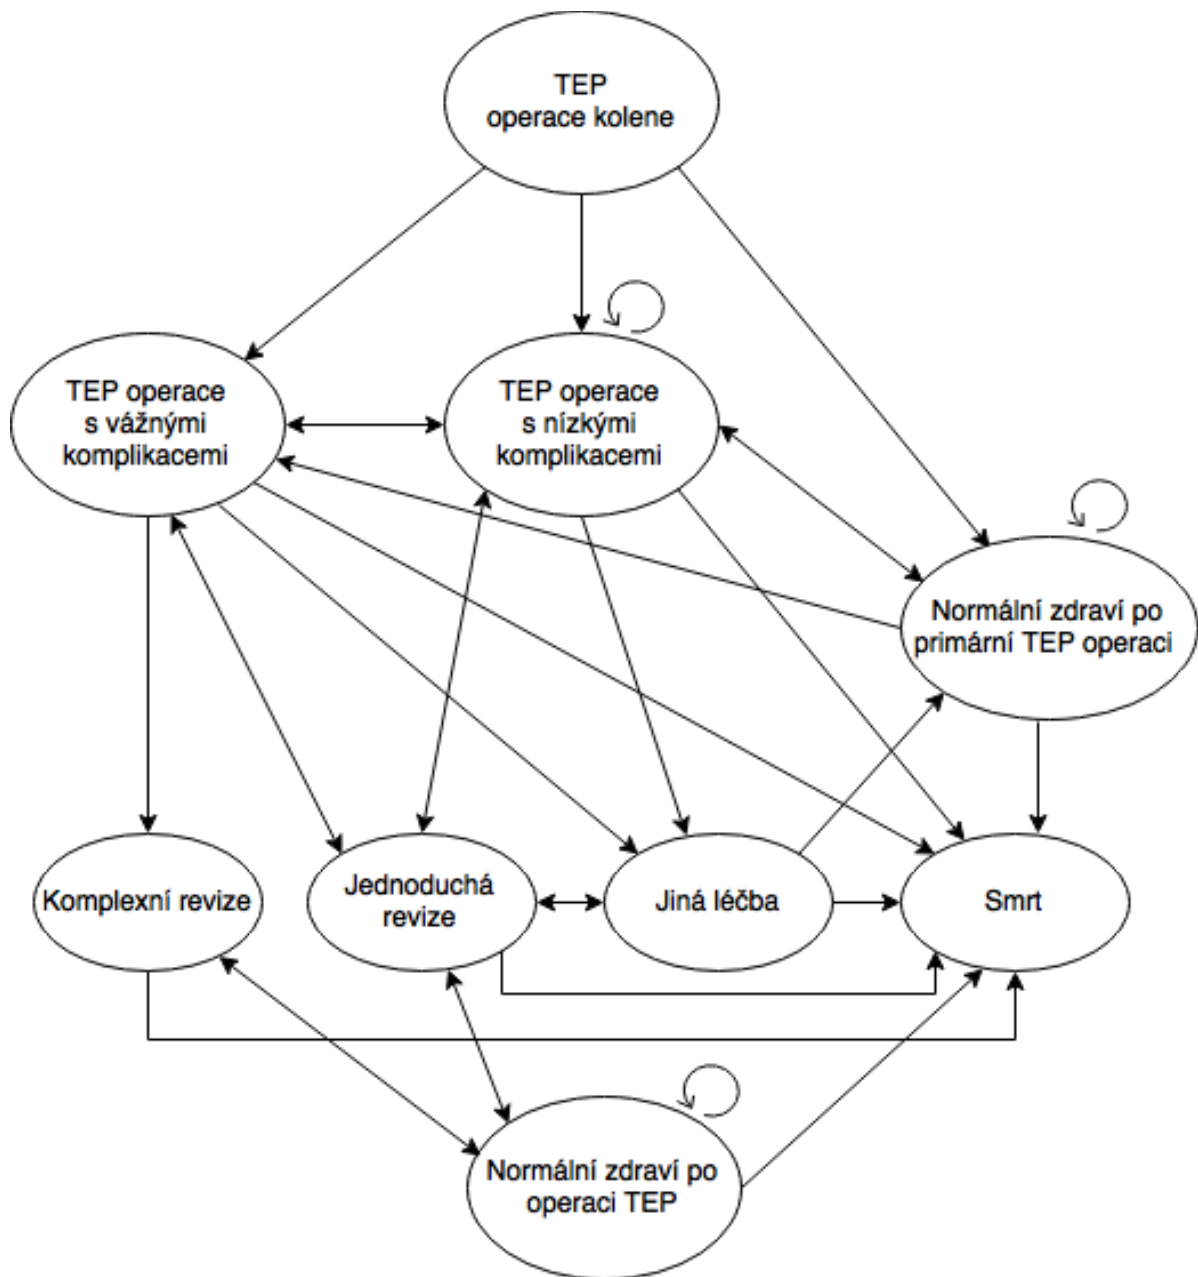 TEP
operace kolene
TEP operace
s vážnými
komplikacemi
TEP operace
s nízkými
komplikacemi
Normální zdraví po
primární TEP operaci
Komplexní revize
Jednoduchá
revize
Jiná léčba
Smrt
Normální zdraví po
operaci TEP